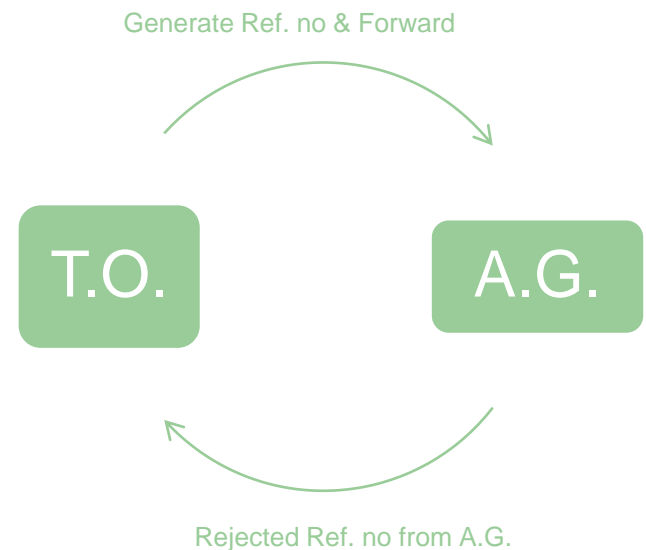 Generate Ref. no & Forward
T.O.
A.G.
Rejected Ref. no from A.G.